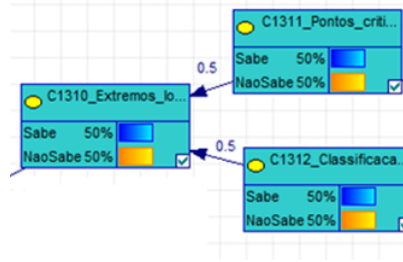 C1311_Pontos_criti...
Sabe 50%
NaoSabe 50%
0.5
C1310_Extremos_lo...
Sabe 50%
NaoSabe 50%
0.5
C1312_Classificaca...
Sabe 50%
NaoSabe 50%